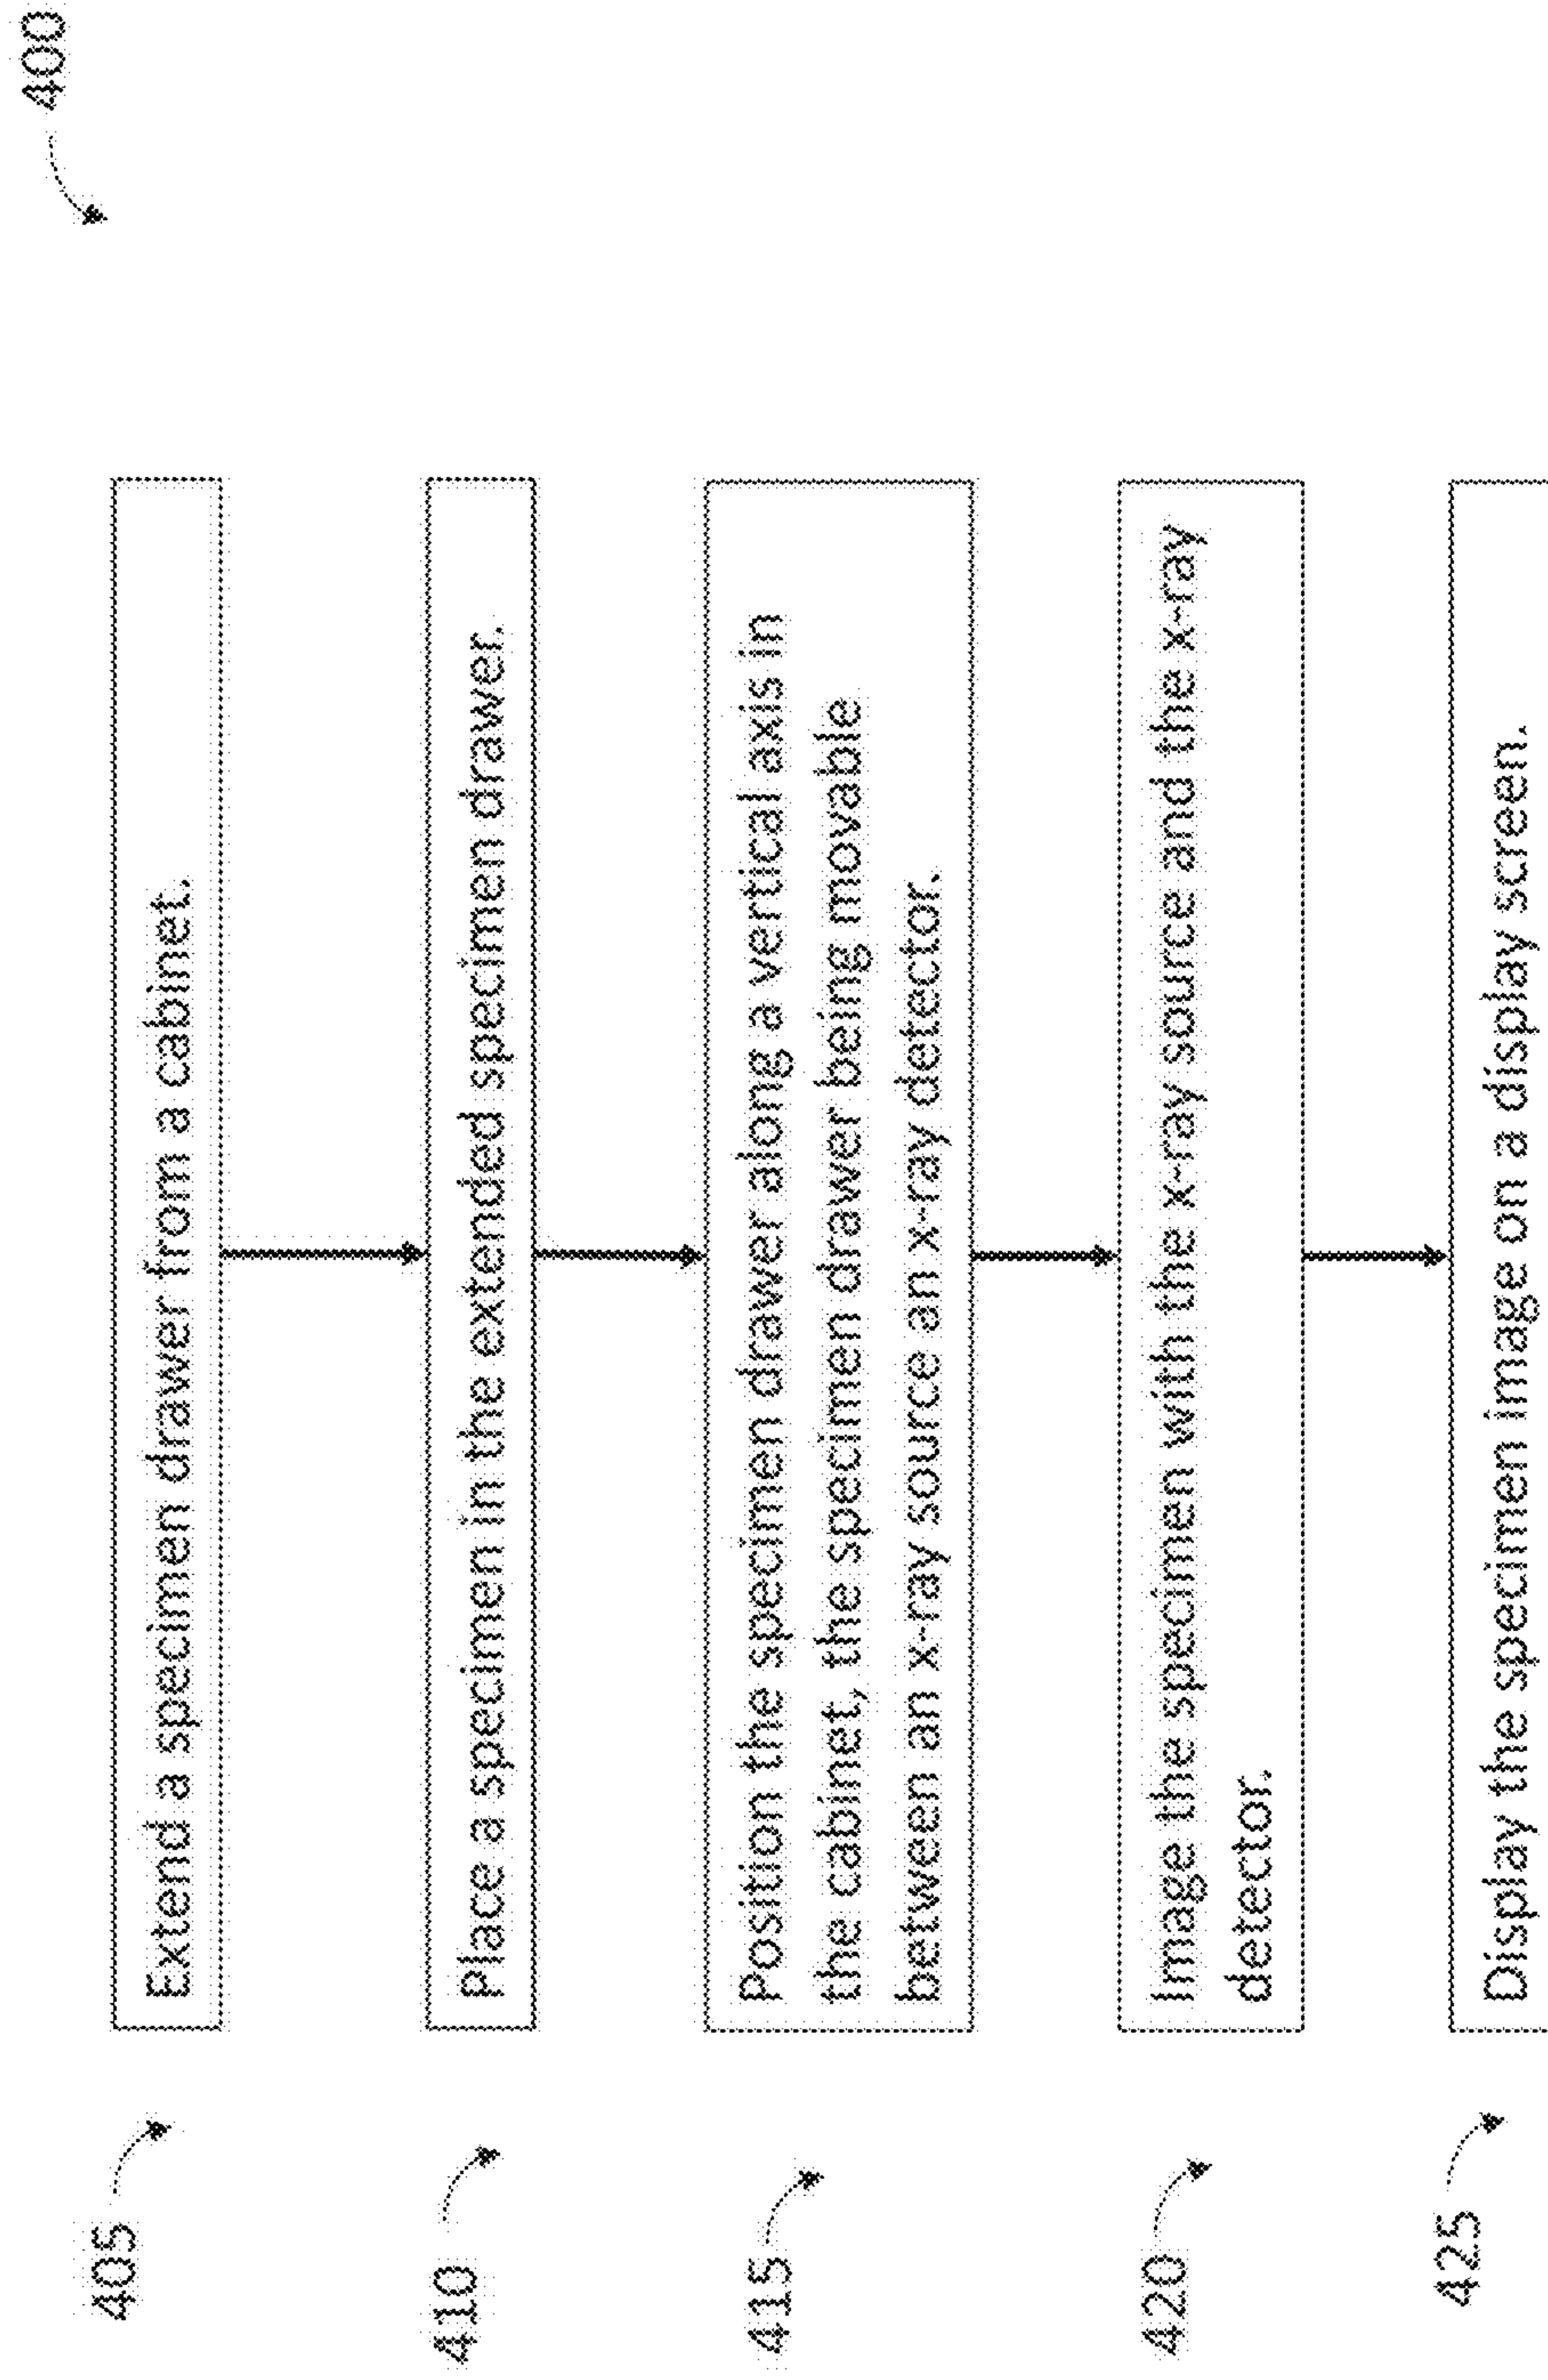 400
405
Extend a specimen drawer from a cabinet.
410
Place a specimen in the extended specimen drawer.
415
Position the specimen drawer along a vertical axis in
the cabinet, the specimen drawer being movable
between an x-ray source an x-ray detector.
420
Image the specimen with the x-ray source and the x-ray
detector.
425
Display the specimen image on a display screen.